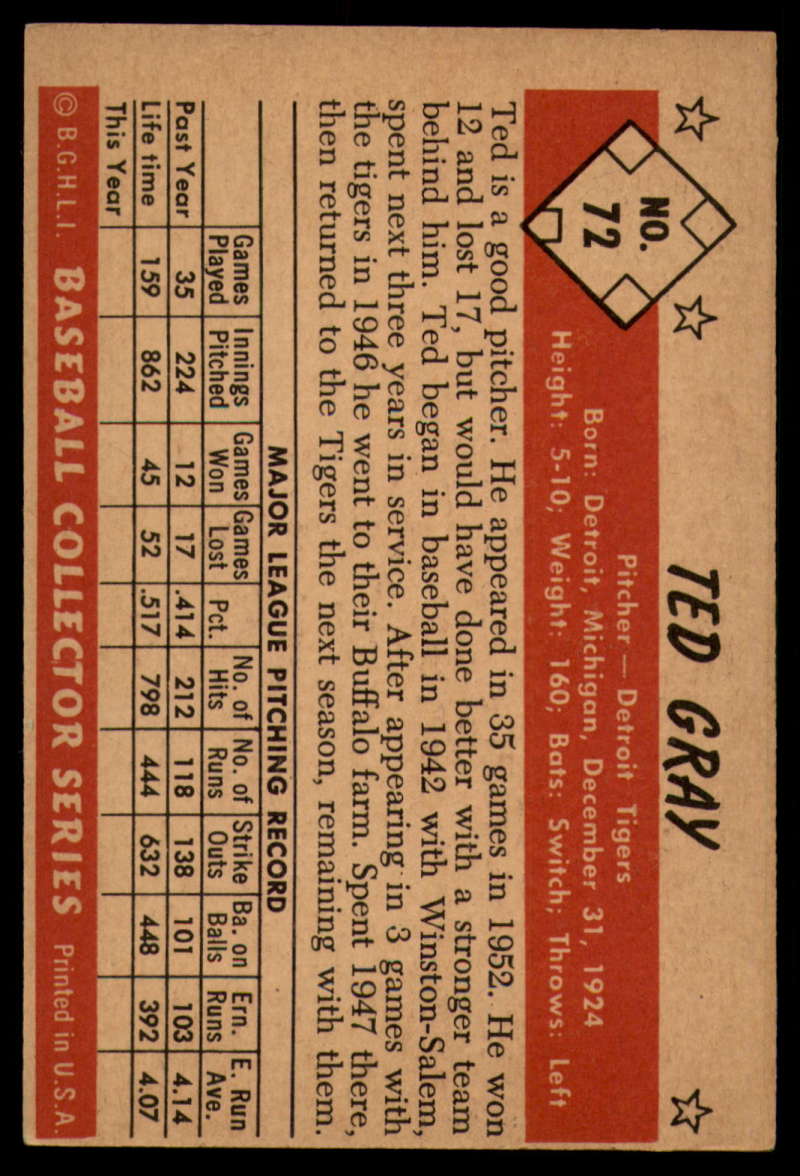 TED GRAY
NO.
72
Pitcher — Detroit Tigers
Born: Detroit, Michigan, December 31, 1924
Height: 5-10; Weight: 160; Bats: Switch; Throws: Left
Ted is a good pitcher. He appeared in 35 games in 1952. He won
12 and lost 17, but would have done better with a stronger team
behind him. Ted began in baseball in 1942 with Winston-Salem,
spent next three years in service. After appearing in 3 games with
the tigers in 1946 he went to their Buffalo farm. Spent 1947 there,
then returned to the Tigers the next season, remaining with them.
MAJOR LEAGUE PITCHING RECORD
Games Innings Games Games No. of No. of Strike Ba. on Ern. E. Run
Played Pitched Won Lost Pct. Hits Runs Outs Balls Runs Ave.
Past Year 35 224 12 17 .414 212 118 138 101 103 4.14
Life time 159 862 45 52 .517 798 444 632 448 392 4.07
This Year
© B.G.H.L.I. BASEBALL COLLECTOR SERIES Printed in U.S.A.